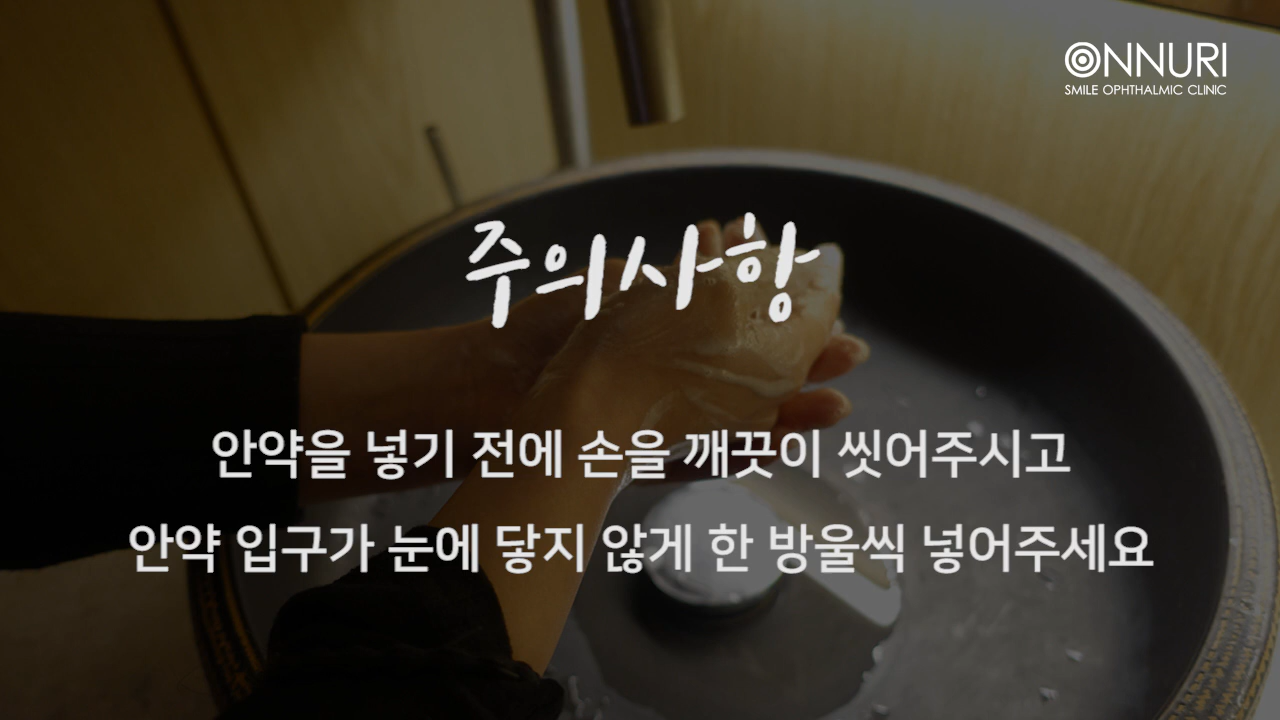 ONNURI
SMILE OPHTHALMIC CLINIC
주의사항
안약을 넣기 전에 손을 깨끗이 씻어주시고
안약 입구가 눈에 닿지 않게 한 방울씩 넣어주세요